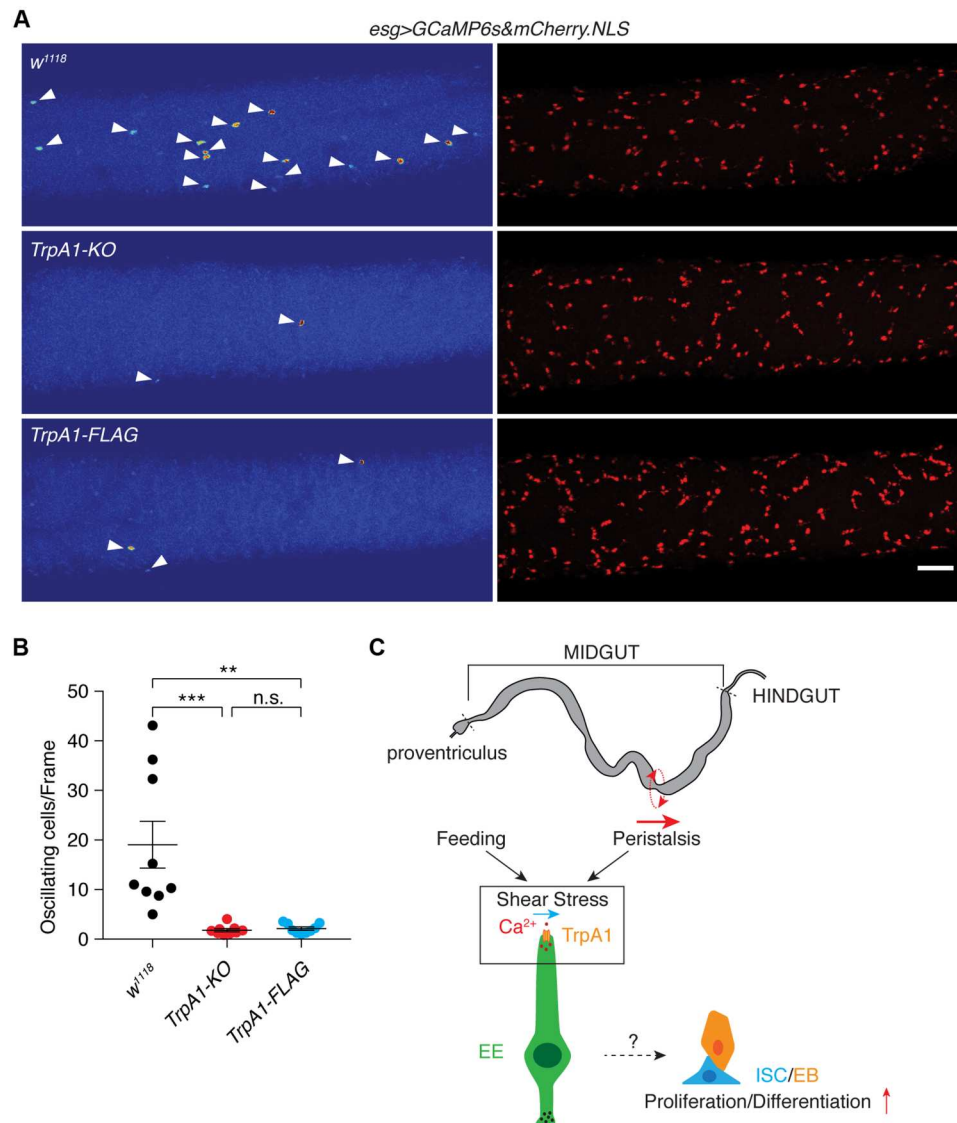 A
esg>GCaMP6s&mCherry.NLS
w1118
TrpA1-KO
TrpA1-FLAG
B
** 
*** n.s.
50
40
30
20
10
0
Oscillating cells/Frame
w1118
TrpA1-KO
TrpA1-FLAG
C
MIDGUT
HINDGUT
proventriculus
Feeding Peristalsis
Shear Stress
Ca2+ TrpA1
EE
?
ISC/EB
Proliferation/Differentiation